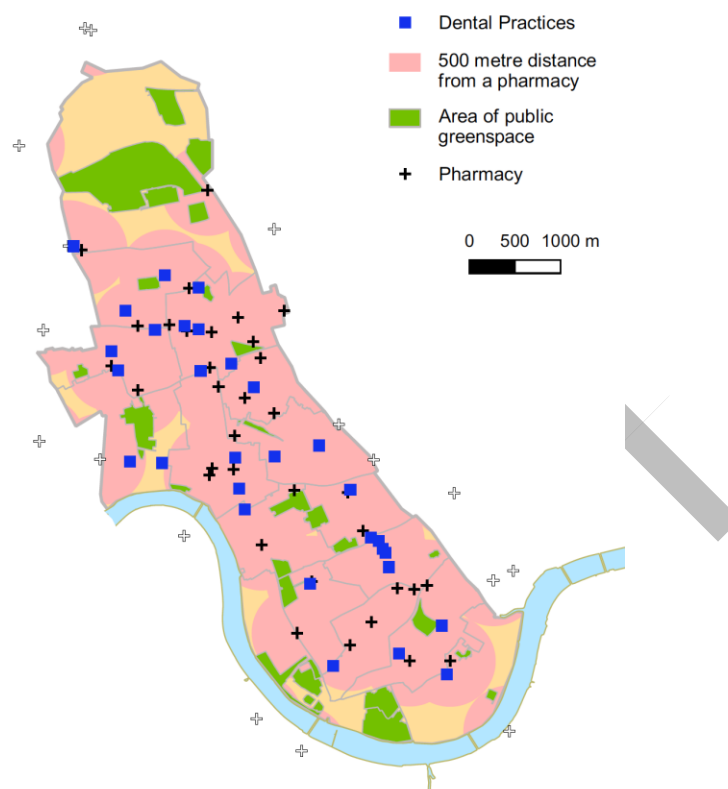 Dental Practices
500 metre distance
from a pharmacy
Area of public
greenspace
Pharmacy
0 500 1000 m